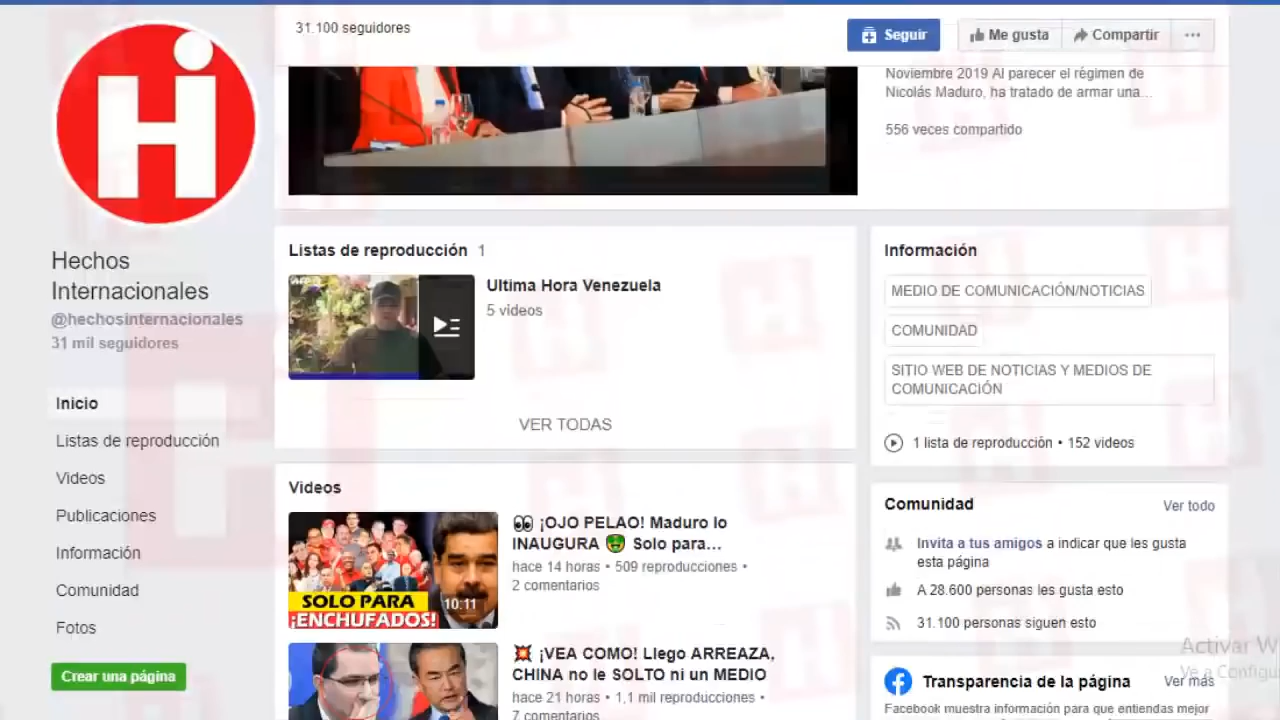 31.100 seguidores
Seguir
Me gusta
Compartir
Noviembre 2019 Al parecer el régimen de
Nicolás Maduro, ha tratado de armar una...
556 veces compartido
Hi
Hechos
Internacionales
@hechosinternacionales
31 mil seguidores
Inicio
Listas de reproducción
Videos
Publicaciones
Información
Comunidad
Fotos
Crear una página
Listas de reproducción 1
Ultima Hora Venezuela
5 videos
VER TODAS
Videos
¡OJO PELAO! Maduro lo
INAUGURA 🤑 Solo para...
hace 14 horas • 509 reproducciones •
2 comentarios
SOLO PARA
¡ENCHUFADOS!
10:11
¡VEA COMO! Llego ARREAZA,
CHINA no le SOLTO ni un MEDIO
hace 21 horas • 1,1 mil reproducciones •
7 comentarios
Información
MEDIO DE COMUNICACIÓN/NOTICIAS
COMUNIDAD
SITIO WEB DE NOTICIAS Y MEDIOS DE
COMUNICACIÓN
1 lista de reproducción • 152 videos
Comunidad
Ver todo
Invita a tus amigos a indicar que les gusta
esta página
A 28.600 personas les gusta esto
31.100 personas siguen esto
Transparencia de la página
Ver más
Facebook muestra información para que entiendas mejor
Activar W
Ve a Configu